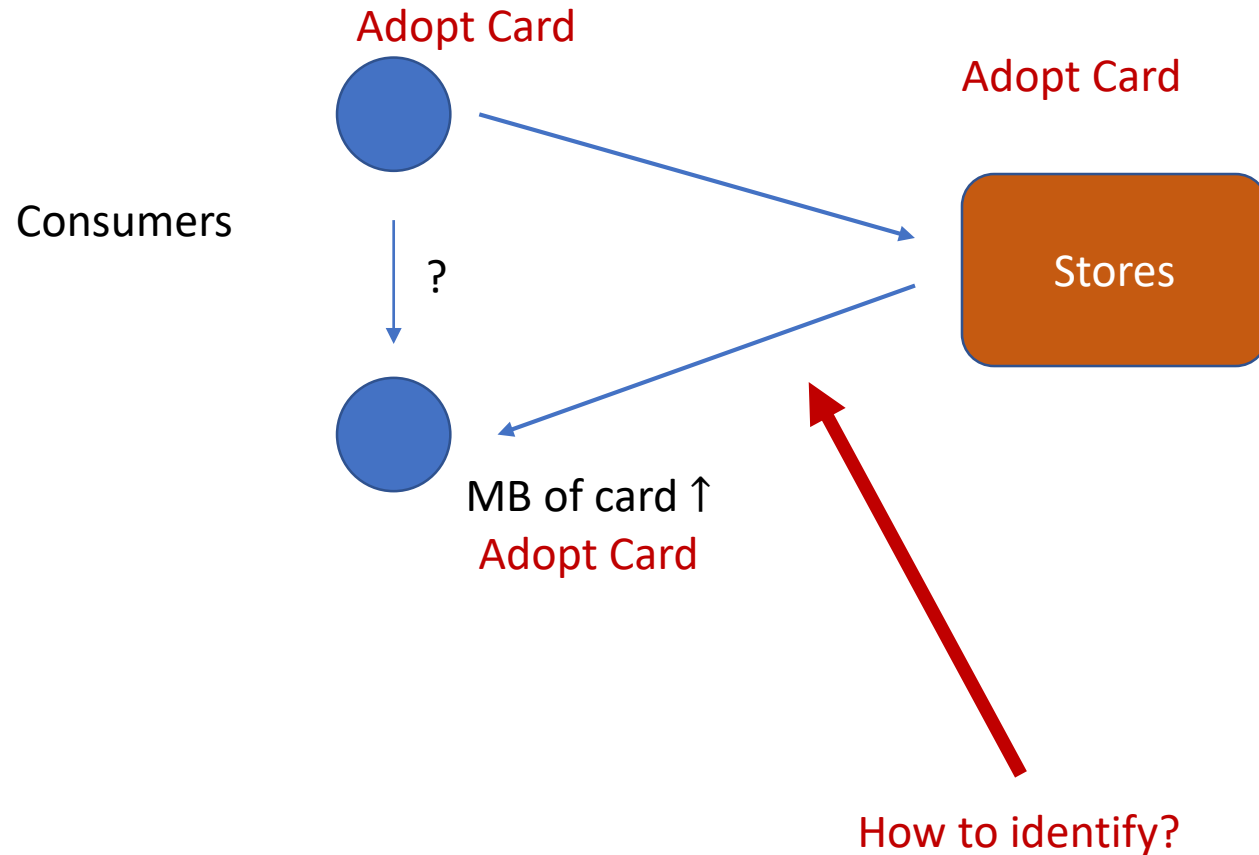 Adopt Card
Adopt Card
Consumers
Stores
?
MB of card ↑
Adopt Card
How to identify?